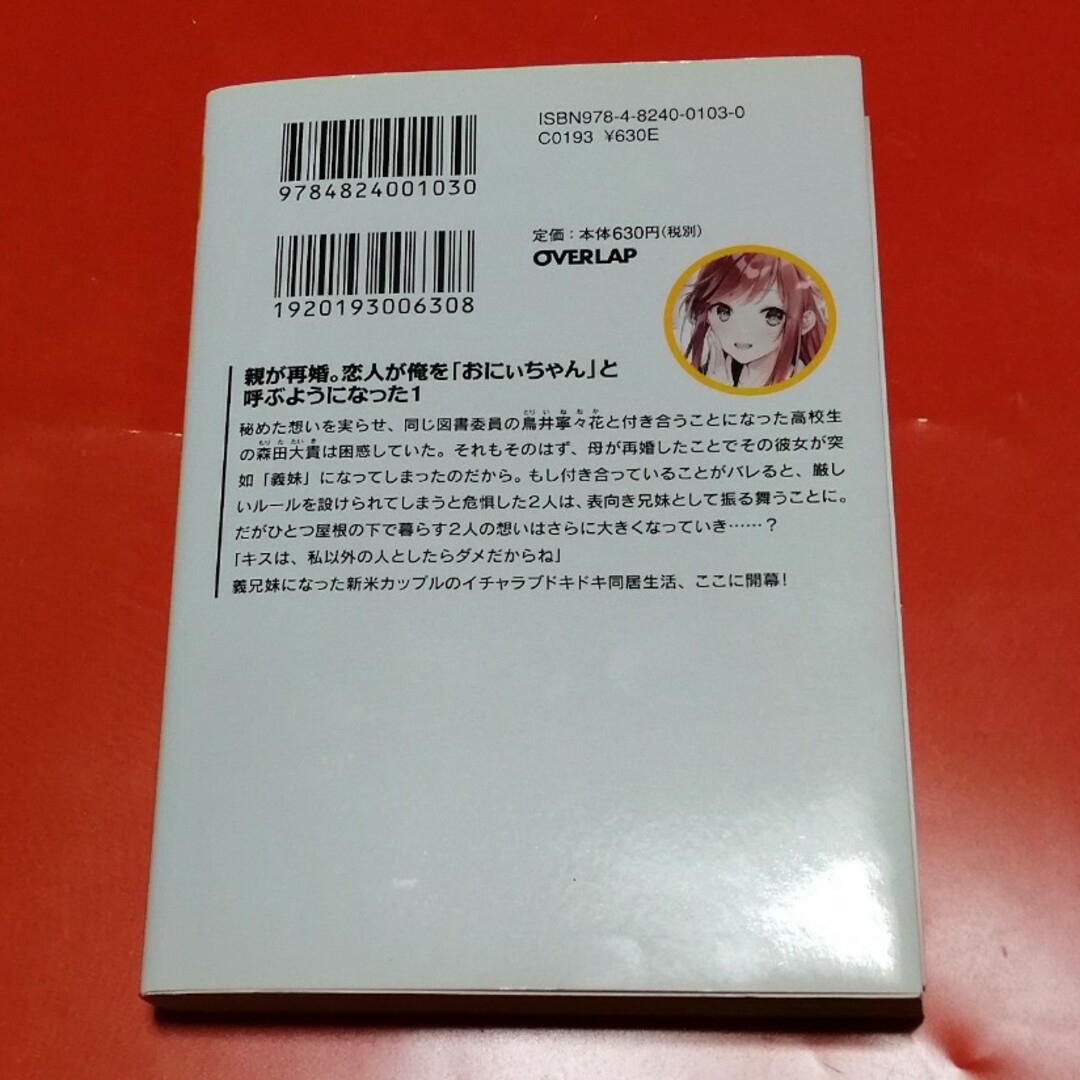 ISBN978-4-8240-0103-0
C0193 ¥630E
9784824001030
定価：本体630円(税別)
OVERLAP
1920193006308
親が再婚。恋人が俺を「おにぃちゃん」と
呼ぶようになった1
秘めた想いを実らせ、同じ図書委員の鳥井寧々花と付き合うことになった高校生
とりいねねか
の森田大貴は困惑していた。それもそのはず、母が再婚したことでその彼女が突
もりたたいき
如「義妹」になってしまったのだから。もし付き合っていることがバレると、厳し
いルールを設けられてしまうと危惧した2人は、表向き兄妹として振る舞うことに。
だがひとつ屋根の下で暮らす2人の想いはさらに大きくなっていき……？
「キスは、私以外の人としたらダメだからね」
義兄妹になった新米カップルのイチャラブドキドキ同居生活、ここに開幕！